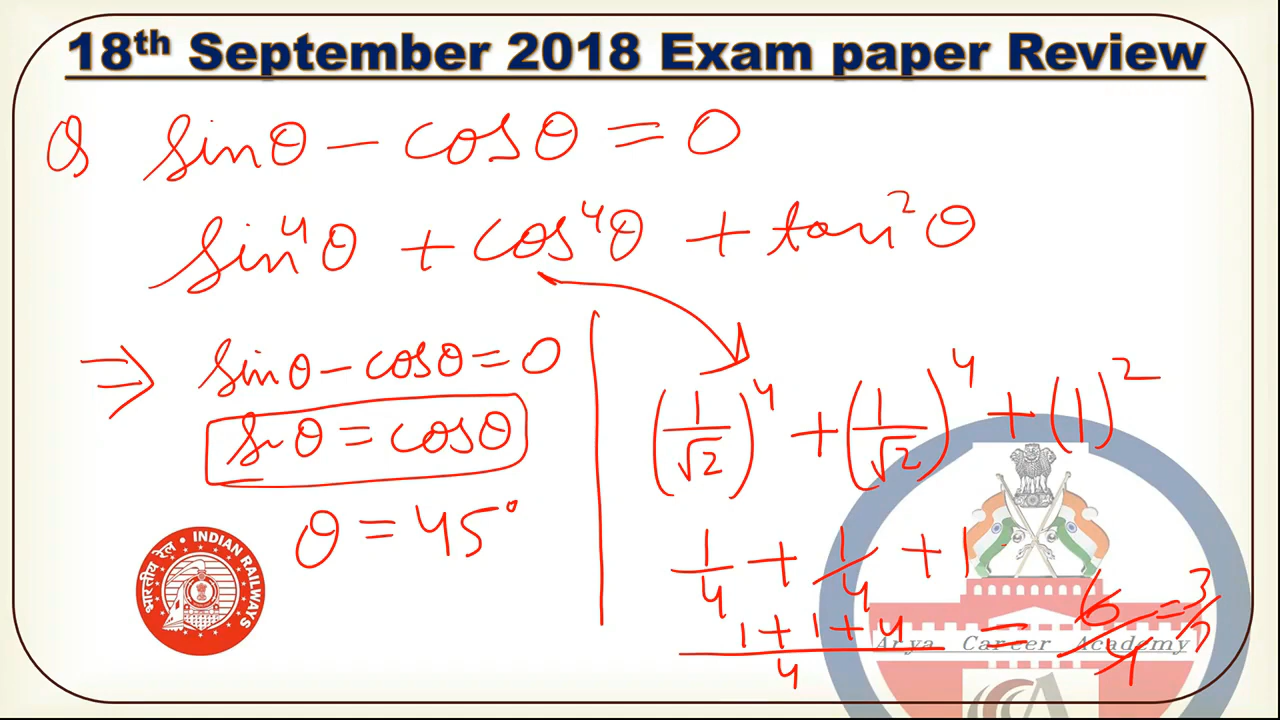 18th September 2018 Exam paper Review
Q sinθ - cosθ = 0
sin⁴θ + cos⁴θ + tan²θ
⇒ sinθ - cosθ = 0
sinθ = cosθ
θ = 45°
(1/√2)⁴ + (1/√2)⁴ + (1)²
1/4 + 1/4 + 1
(1+1+4)/4 = 6/4 = 3/2
भारतीय रेल • INDIAN RAILWAYS
Arya Career Academy